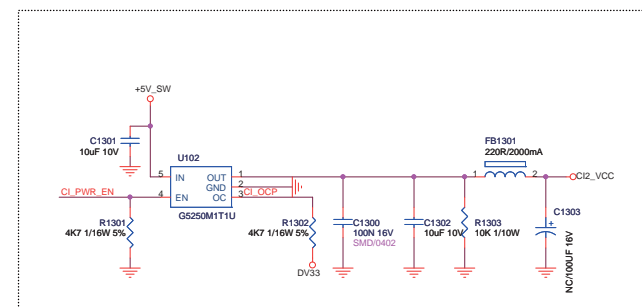 +5V_SW
C1301
10uF 10V
U102
5 IN OUT 1
GND 2
4 EN OC 3
G5250M1T1U
CI_PWR_EN
CI_OCP
R1301
4K7 1/16W 5%
R1302
4K7 1/16W 5%
DV33
C1300
100N 16V
SMD/0402
C1302
10uF 10V
R1303
10K 1/10W
FB1301
220R/2000mA
1 2
CI2_VCC
C1303
+
NC/100UF 16V